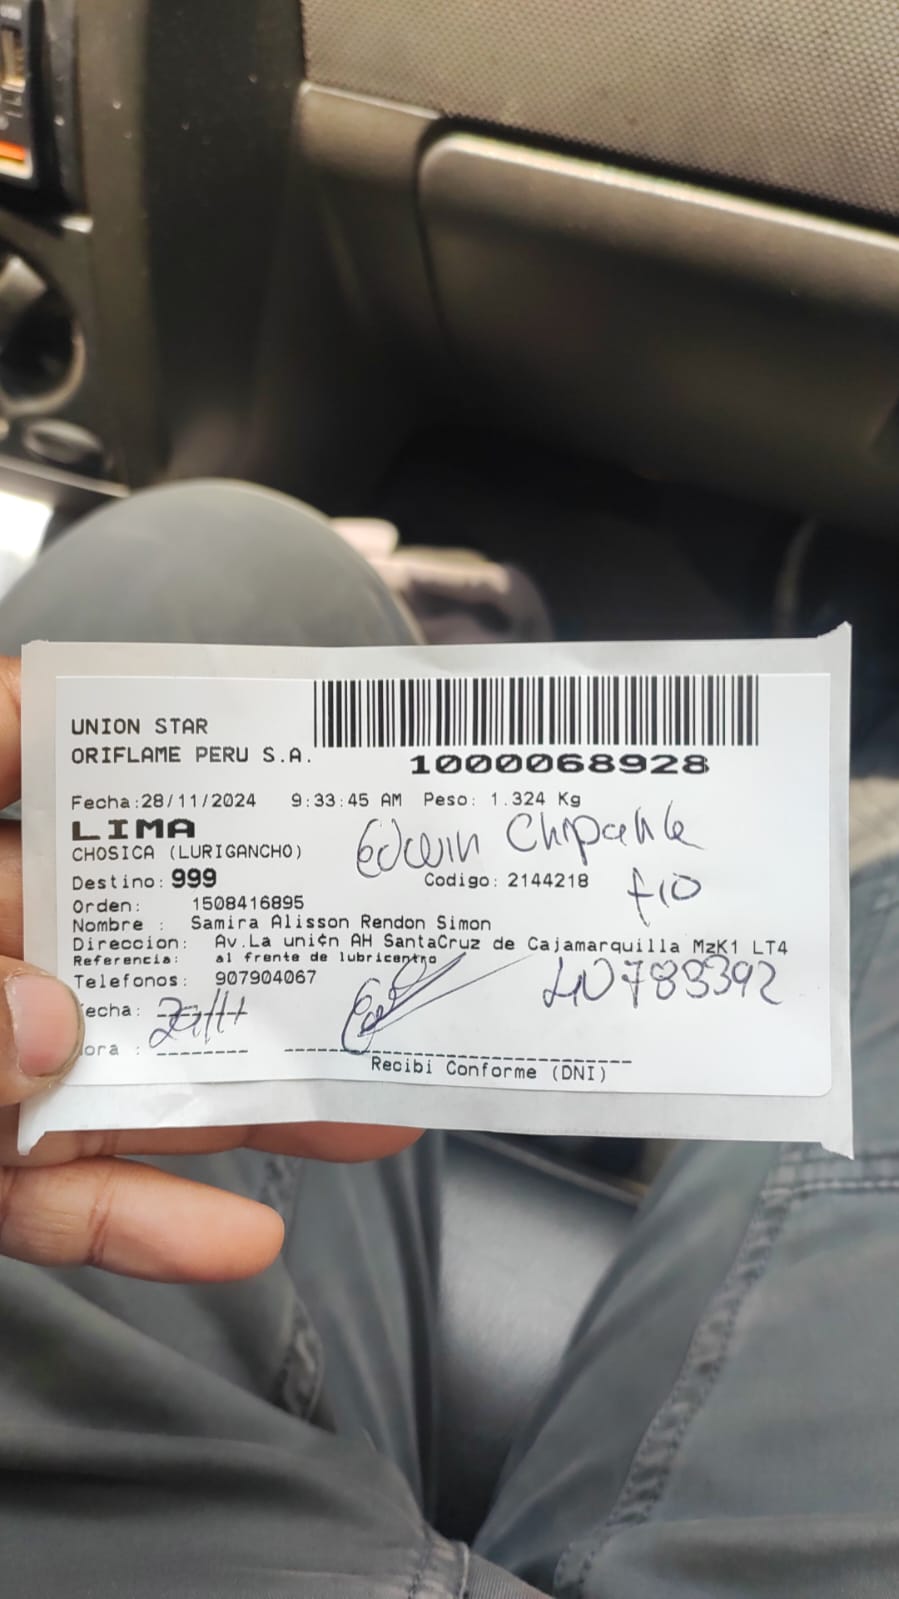 UNION STAR
ORIFLAME PERU S.A.
1000068928
Fecha:28/11/2024 9:33:45 AM Peso: 1.324 Kg
LIMA
CHOSICA (LURIGANCHO)
Edwin
Destino: 999 Codigo: 2144218
Orden: 1508416895
Nombre : Samira Alisson Rendon Simon
Direccion: Av.La uni¢n AH SantaCruz de Cajamarquilla MzK1 LT4
Referencia: al frente de lubricentro
Telefonos: 907904067
40783392
echa:
ora :
Recibi Conforme (DNI)